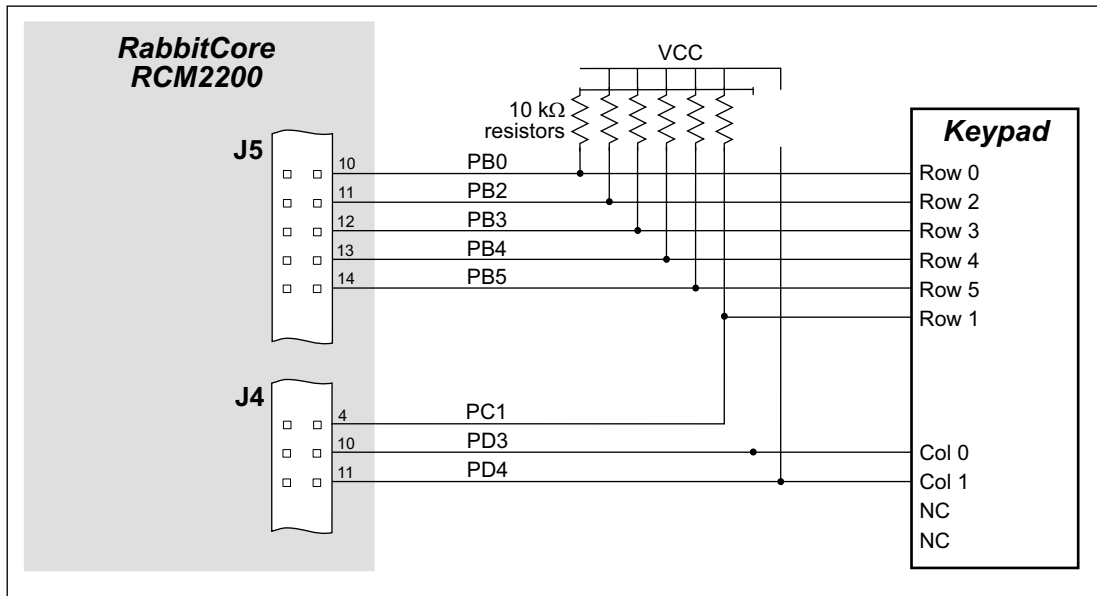 RabbitCore
RCM2200
VCC
10 kΩ
resistors
Keypad
J5
10 PB0 Row 0
11 PB2 Row 2
12 PB3 Row 3
13 PB4 Row 4
14 PB5 Row 5
Row 1
J4
4 PC1
10 PD3 Col 0
11 PD4 Col 1
NC
NC